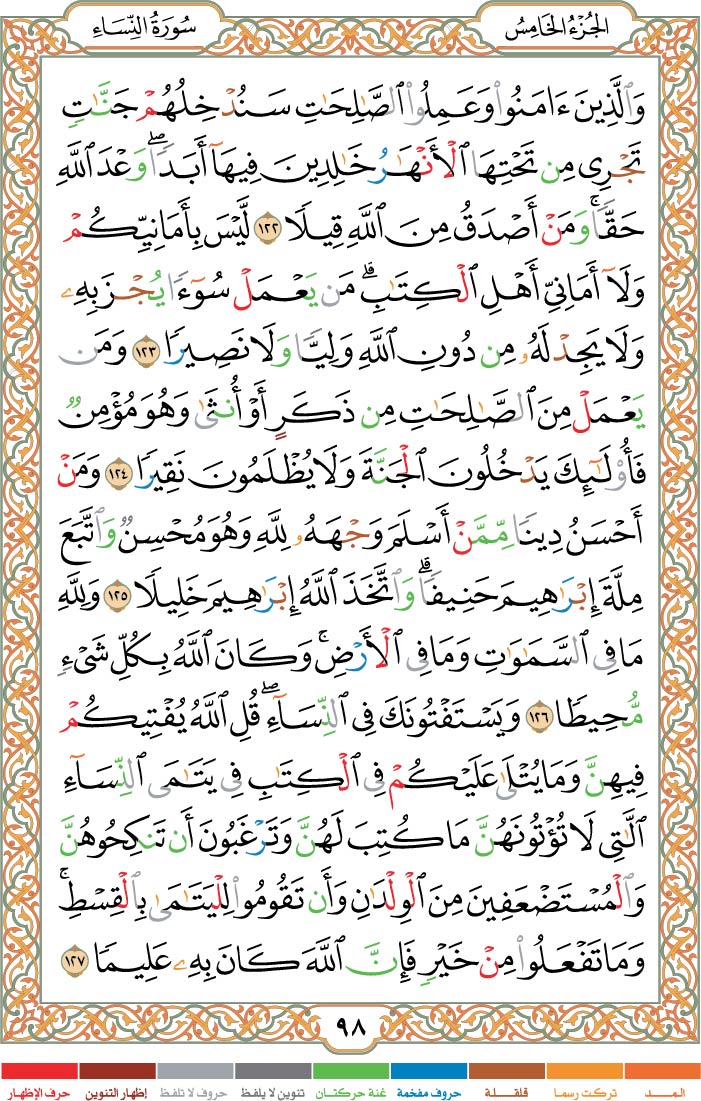 الجُزْءُ الخَامِسُ
سُورَةُ النِّسَاءِ
وَٱلَّذِينَ ءَامَنُوا۟ وَعَمِلُوا۟ ٱلصَّـٰلِحَـٰتِ سَنُدْخِلُهُمْ جَنَّـٰتٍ
تَجْرِى مِن تَحْتِهَا ٱلْأَنْهَـٰرُ خَـٰلِدِينَ فِيهَآ أَبَدًا ۖ وَعْدَ ٱللَّهِ
حَقًّا ۚ وَمَنْ أَصْدَقُ مِنَ ٱللَّهِ قِيلًا ١٢٢ لَّيْسَ بِأَمَانِيِّكُمْ
وَلَآ أَمَانِىِّ أَهْلِ ٱلْكِتَـٰبِ ۗ مَن يَعْمَلْ سُوٓءًا يُجْزَ بِهِۦ
وَلَا يَجِدْ لَهُۥ مِن دُونِ ٱللَّهِ وَلِيًّا وَلَا نَصِيرًا ١٢٣ وَمَن
يَعْمَلْ مِنَ ٱلصَّـٰلِحَـٰتِ مِن ذَكَرٍ أَوْ أُنثَىٰ وَهُوَ مُؤْمِنٌ
فَأُو۟لَـٰٓئِكَ يَدْخُلُونَ ٱلْجَنَّةَ وَلَا يُظْلَمُونَ نَقِيرًا ١٢٤ وَمَنْ
أَحْسَنُ دِينًا مِّمَّنْ أَسْلَمَ وَجْهَهُۥ لِلَّهِ وَهُوَ مُحْسِنٌ وَٱتَّبَعَ
مِلَّةَ إِبْرَٰهِيمَ حَنِيفًا ۗ وَٱتَّخَذَ ٱللَّهُ إِبْرَٰهِيمَ خَلِيلًا ١٢٥ وَلِلَّهِ
مَا فِى ٱلسَّمَـٰوَٰتِ وَمَا فِى ٱلْأَرْضِ ۚ وَكَانَ ٱللَّهُ بِكُلِّ شَىْءٍ
مُّحِيطًا ١٢٦ وَيَسْتَفْتُونَكَ فِى ٱلنِّسَآءِ ۖ قُلِ ٱللَّهُ يُفْتِيكُمْ
فِيهِنَّ وَمَا يُتْلَىٰ عَلَيْكُمْ فِى ٱلْكِتَـٰبِ فِى يَتَـٰمَى ٱلنِّسَآءِ
ٱلَّـٰتِى لَا تُؤْتُونَهُنَّ مَا كُتِبَ لَهُنَّ وَتَرْغَبُونَ أَن تَنكِحُوهُنَّ
وَٱلْمُسْتَضْعَفِينَ مِنَ ٱلْوِلْدَٰنِ وَأَن تَقُومُوا۟ لِلْيَتَـٰمَىٰ بِٱلْقِسْطِ ۚ
وَمَا تَفْعَلُوا۟ مِنْ خَيْرٍ فَإِنَّ ٱللَّهَ كَانَ بِهِۦ عَلِيمًا ١٢٧
٩٨
المــد تركت رسما قلقلة حروف مفخمة غنة حركتان تنوين لا يلفظ حروف لا تلفظ إظهار التنوين حرف الإظهار